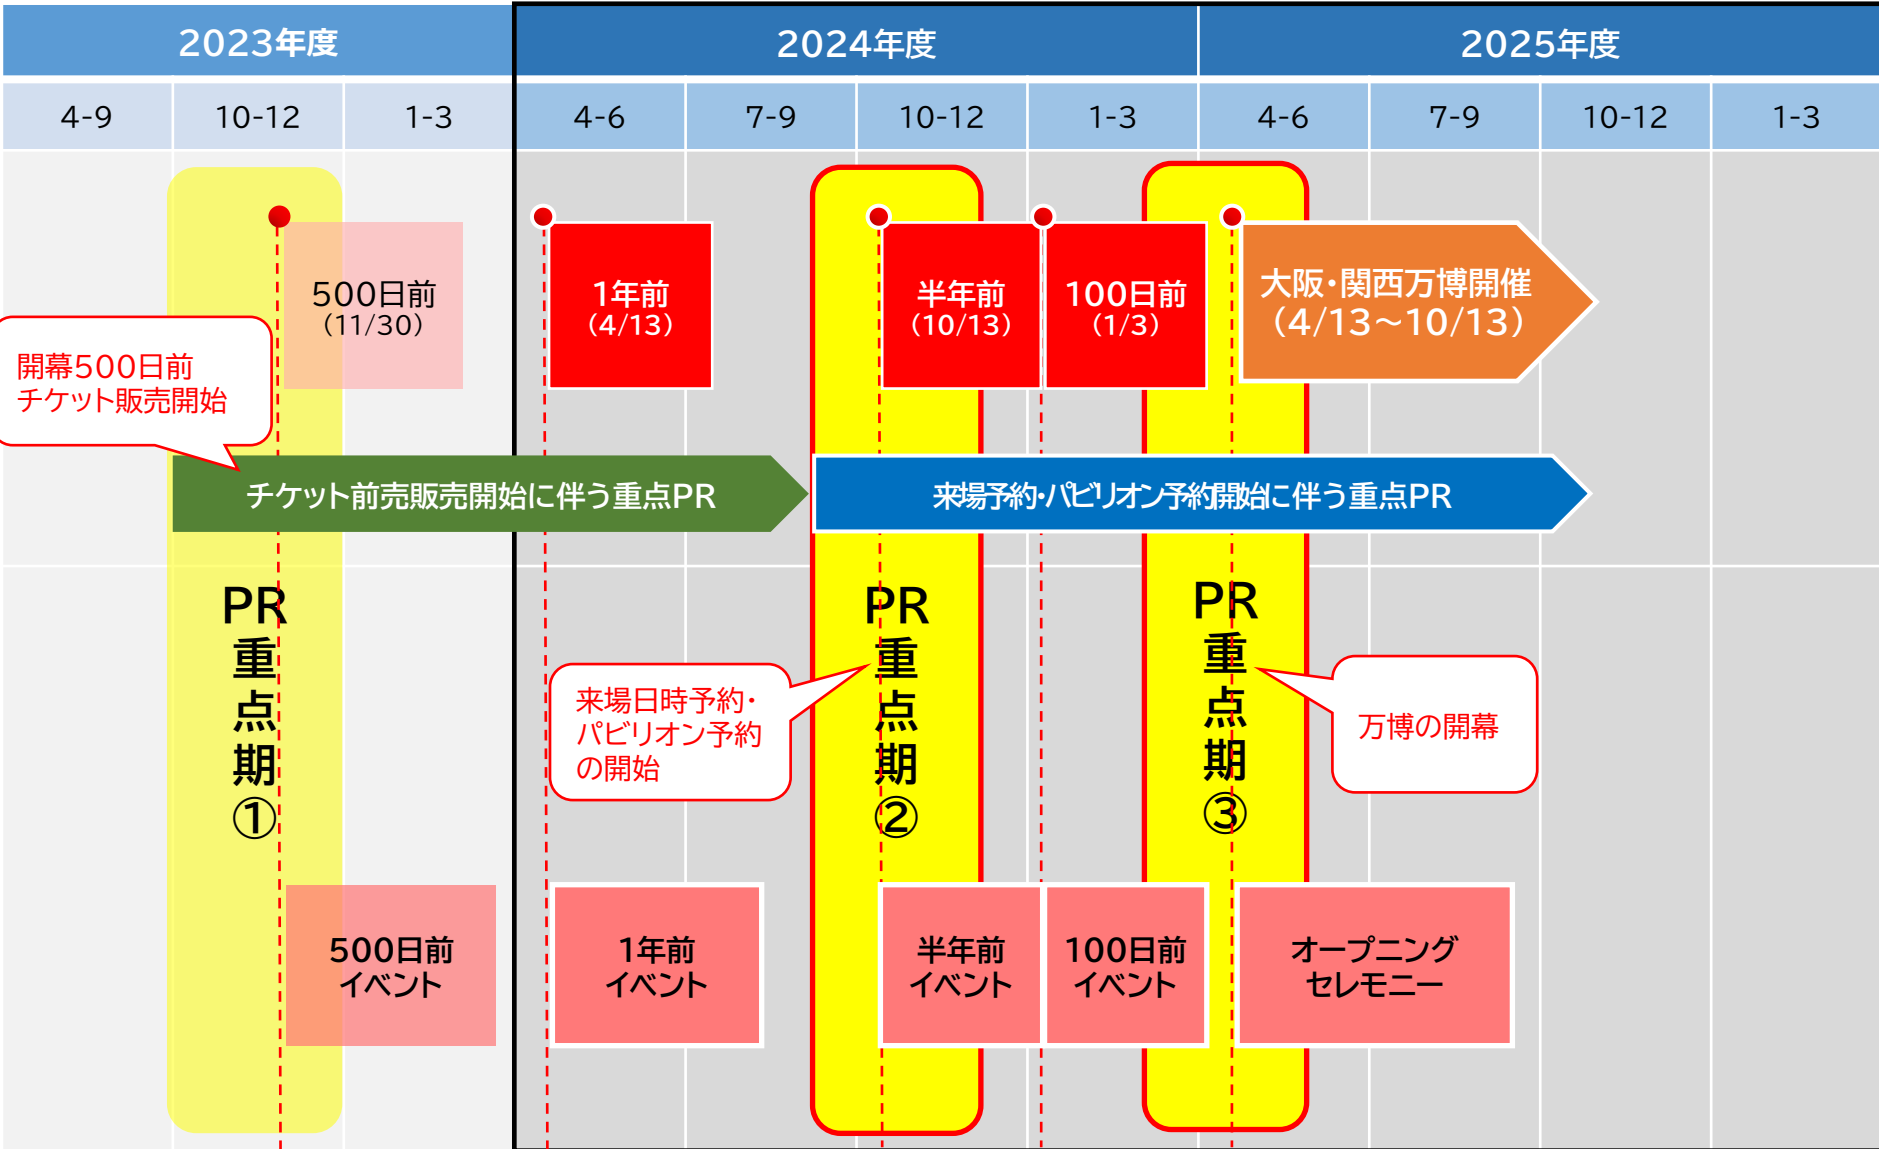 2023年度
2024年度
2025年度
4-9
10-12
1-3
4-6
7-9
10-12
1-3
4-6
7-9
10-12
1-3
500日前
(11/30)
1年前
(4/13)
半年前
(10/13)
100日前
(1/3)
大阪・関西万博開催
(4/13～10/13)
開幕500日前
チケット販売開始
チケット前売販売開始に伴う重点PR
来場予約・パビリオン予約開始に伴う重点PR
PR
重
点
期
①
PR
重
点
期
②
PR
重
点
期
③
来場日時予約・
パビリオン予約
の開始
万博の開幕
500日前
イベント
1年前
イベント
半年前
イベント
100日前
イベント
オープニング
セレモニー